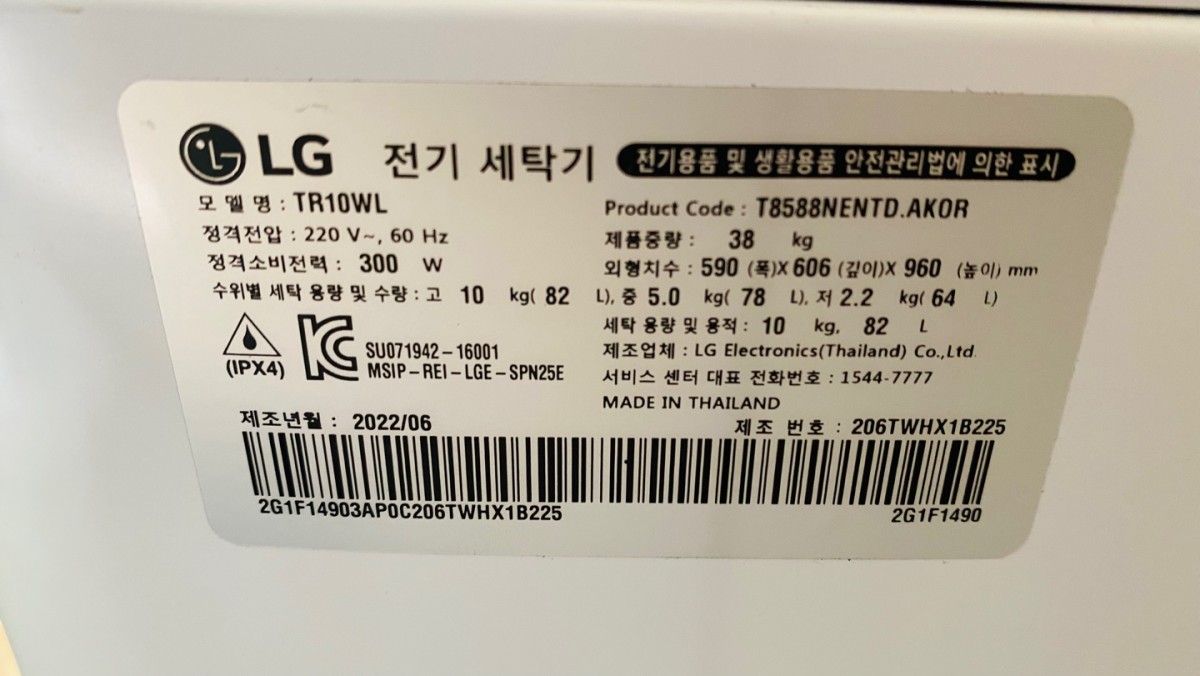 LG 전기 세탁기 전기용품 및 생활용품 안전관리법에 의한 표시
모 델 명 : TR10WL
Product Code : T8588NENTD.AKOR
정격전압 : 220 V~, 60 Hz
제품중량 : 38 kg
정격소비전력 : 300 W
외형치수 : 590 (폭)X 606 (깊이)X 960 (높이) mm
수위별 세탁 용량 및 수량 : 고 10 kg( 82 L), 중 5.0 kg( 78 L), 저 2.2 kg( 64 L)
세탁 용량 및 용적 : 10 kg, 82 L
(IPX4)
SU071942-16001
MSIP-REI-LGE-SPN25E
제조업체 : LG Electronics(Thailand) Co.,Ltd.
서비스 센터 대표 전화번호 : 1544-7777
MADE IN THAILAND
제조년월 : 2022/06
제조 번호 : 206TWHX1B225
2G1F14903AP0C206TWHX1B225
2G1F1490